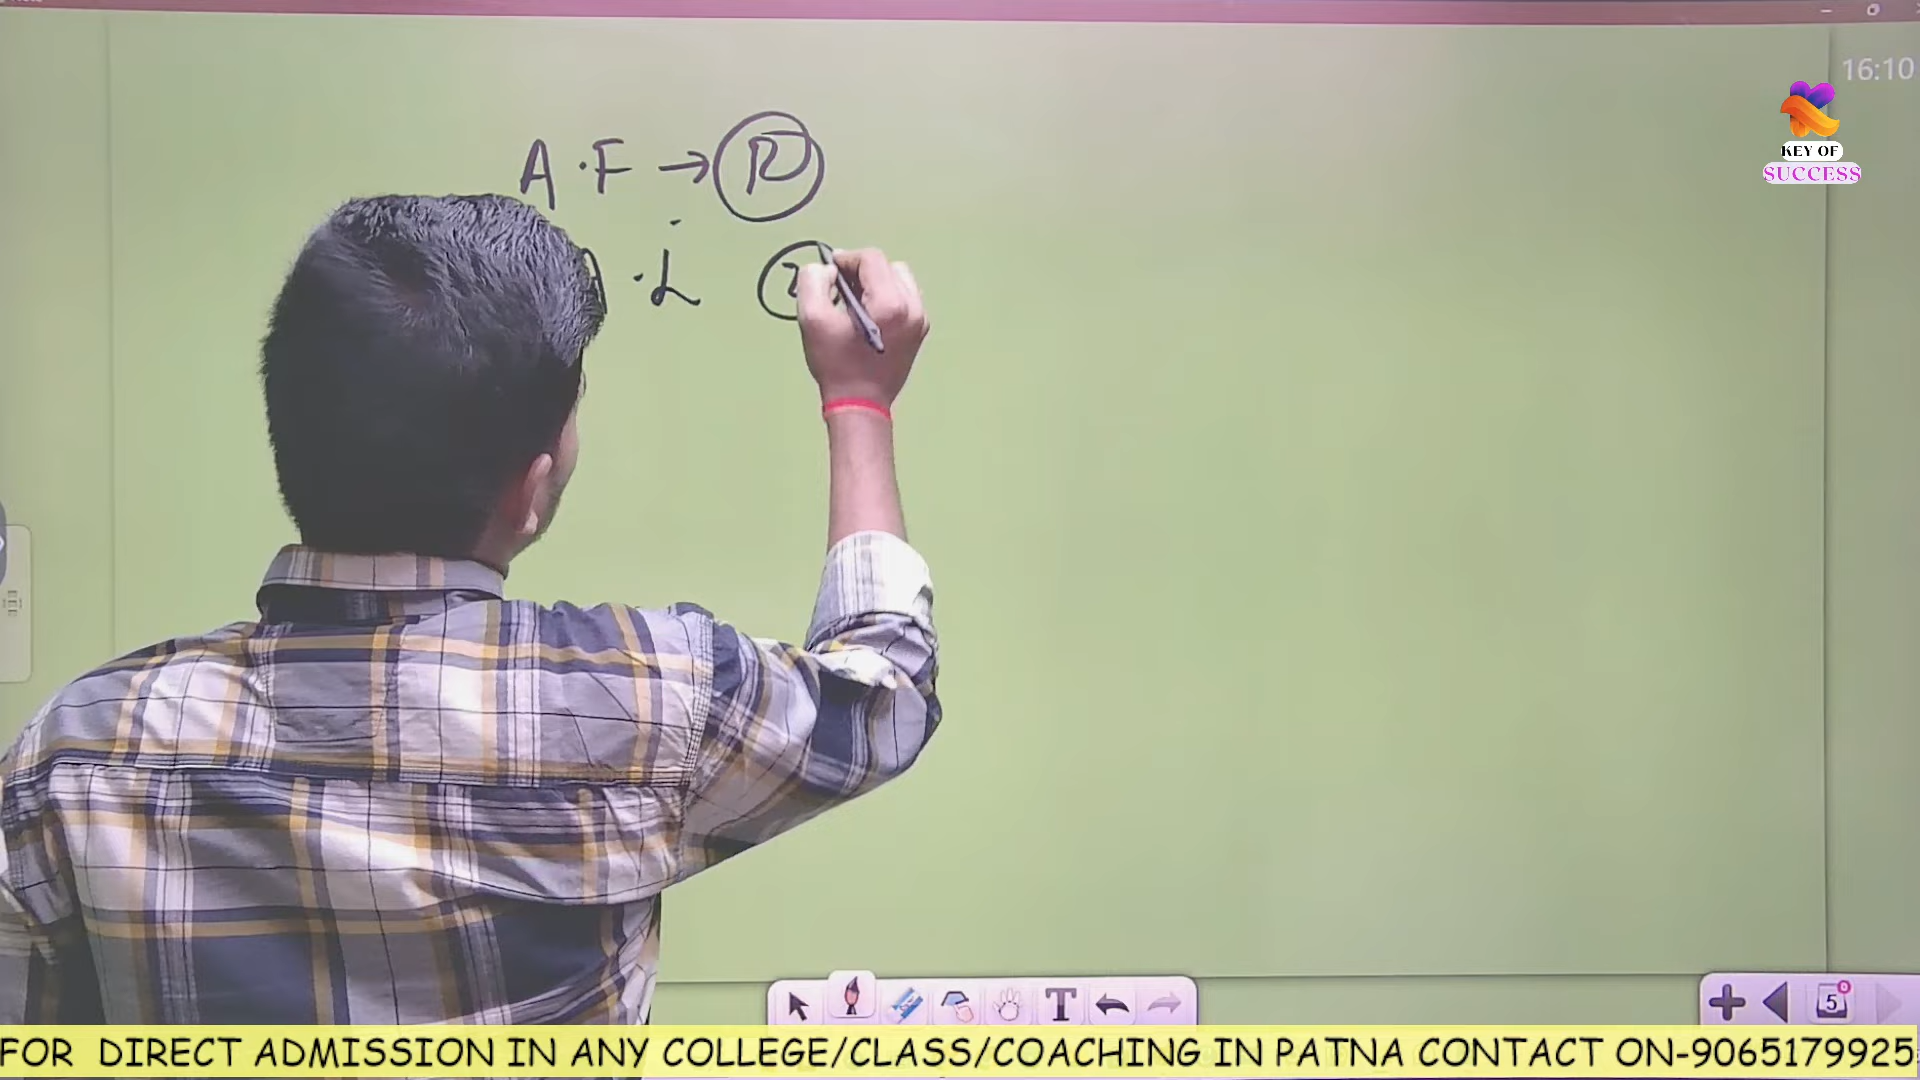 16:10
KEY OF
SUCCESS
A.F → R
A.L
T
5
FOR DIRECT ADMISSION IN ANY COLLEGE/CLASS/COACHING IN PATNA CONTACT ON-9065179925